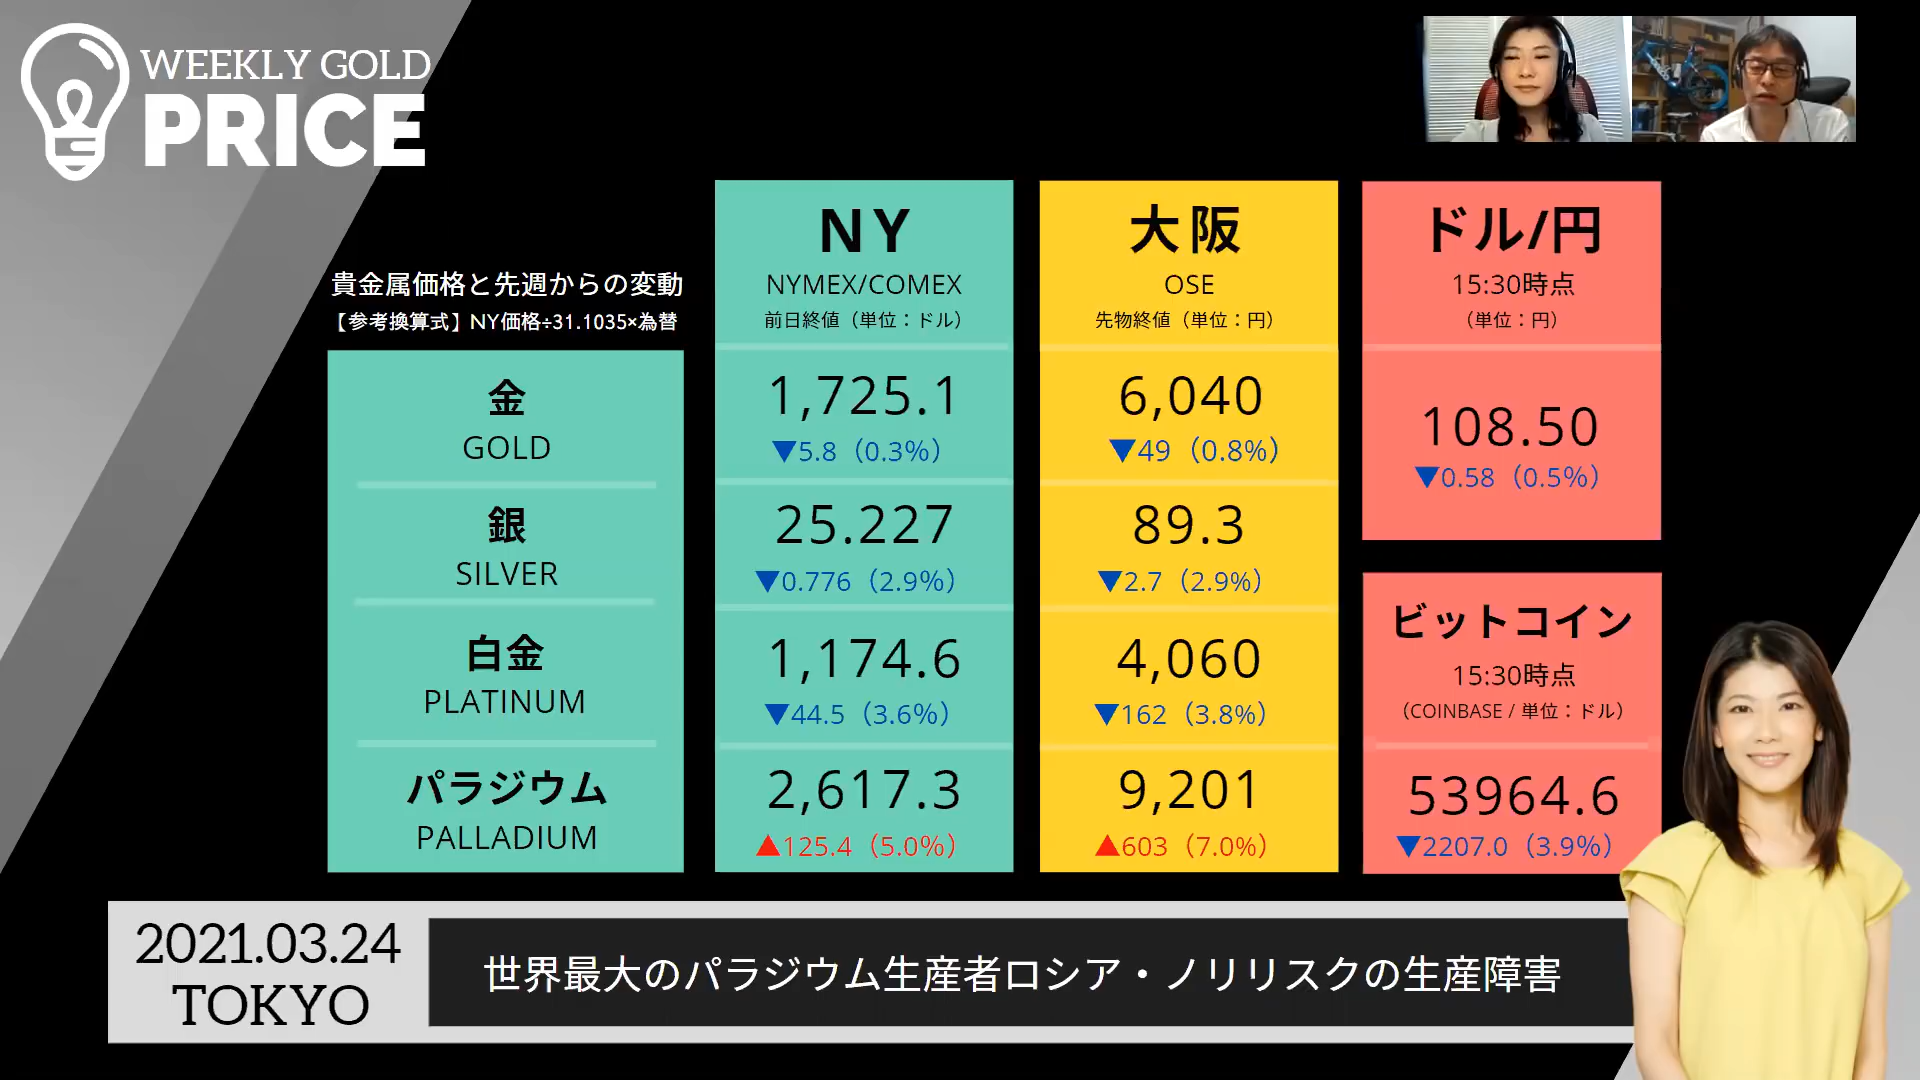 WEEKLY GOLD
PRICE
貴金属価格と先週からの変動
【参考換算式】NY価格÷31.1035×為替
金
GOLD
銀
SILVER
白金
PLATINUM
パラジウム
PALLADIUM
NY
NYMEX/COMEX
前日終値（単位：ドル）
1,725.1
▼5.8（0.3%）
25.227
▼0.776（2.9%）
1,174.6
▼44.5（3.6%）
2,617.3
▲125.4（5.0%）
大阪
OSE
先物終値（単位：円）
6,040
▼49（0.8%）
89.3
▼2.7（2.9%）
4,060
▼162（3.8%）
9,201
▲603（7.0%）
ドル/円
15:30時点
（単位：円）
108.50
▼0.58（0.5%）
ビットコイン
15:30時点
（COINBASE / 単位：ドル）
53964.6
▼2207.0（3.9%）
2021.03.24
TOKYO
世界最大のパラジウム生産者ロシア・ノリリスクの生産障害